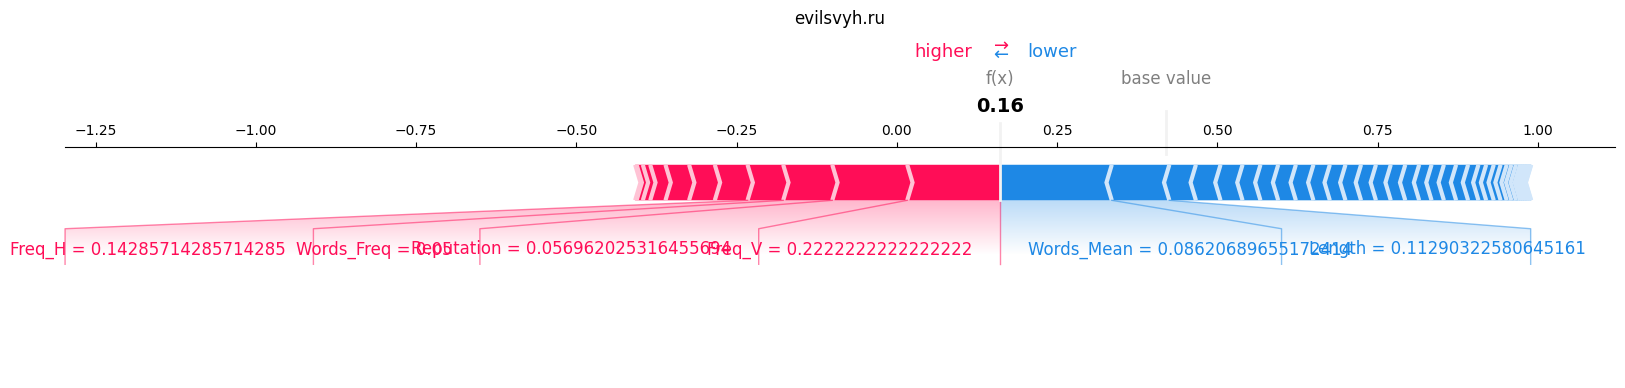 evilsvyh.ru
higher ⇄ lower
f(x) base value
0.16
−1.25 −1.00 −0.75 −0.50 −0.25 0.00 0.25 0.50 0.75 1.00
Freq_H = 0.14285714285714285 Words_Freq = 0.05 Reputation = 0.056962025316455694 Freq_V = 0.2222222222222222 Words_Mean = 0.08620689655172414 Length = 0.11290322580645161